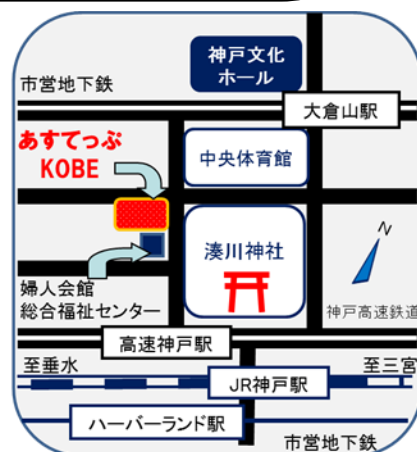 神戸文化
ホール
市営地下鉄
大倉山駅
あすてっぷ
KOBE
中央体育館
N
湊川神社
婦人会館
総合福祉センター
神戸高速鉄道
高速神戸駅
至垂水
至三宮
JR神戸駅
ハーバーランド駅
市営地下鉄